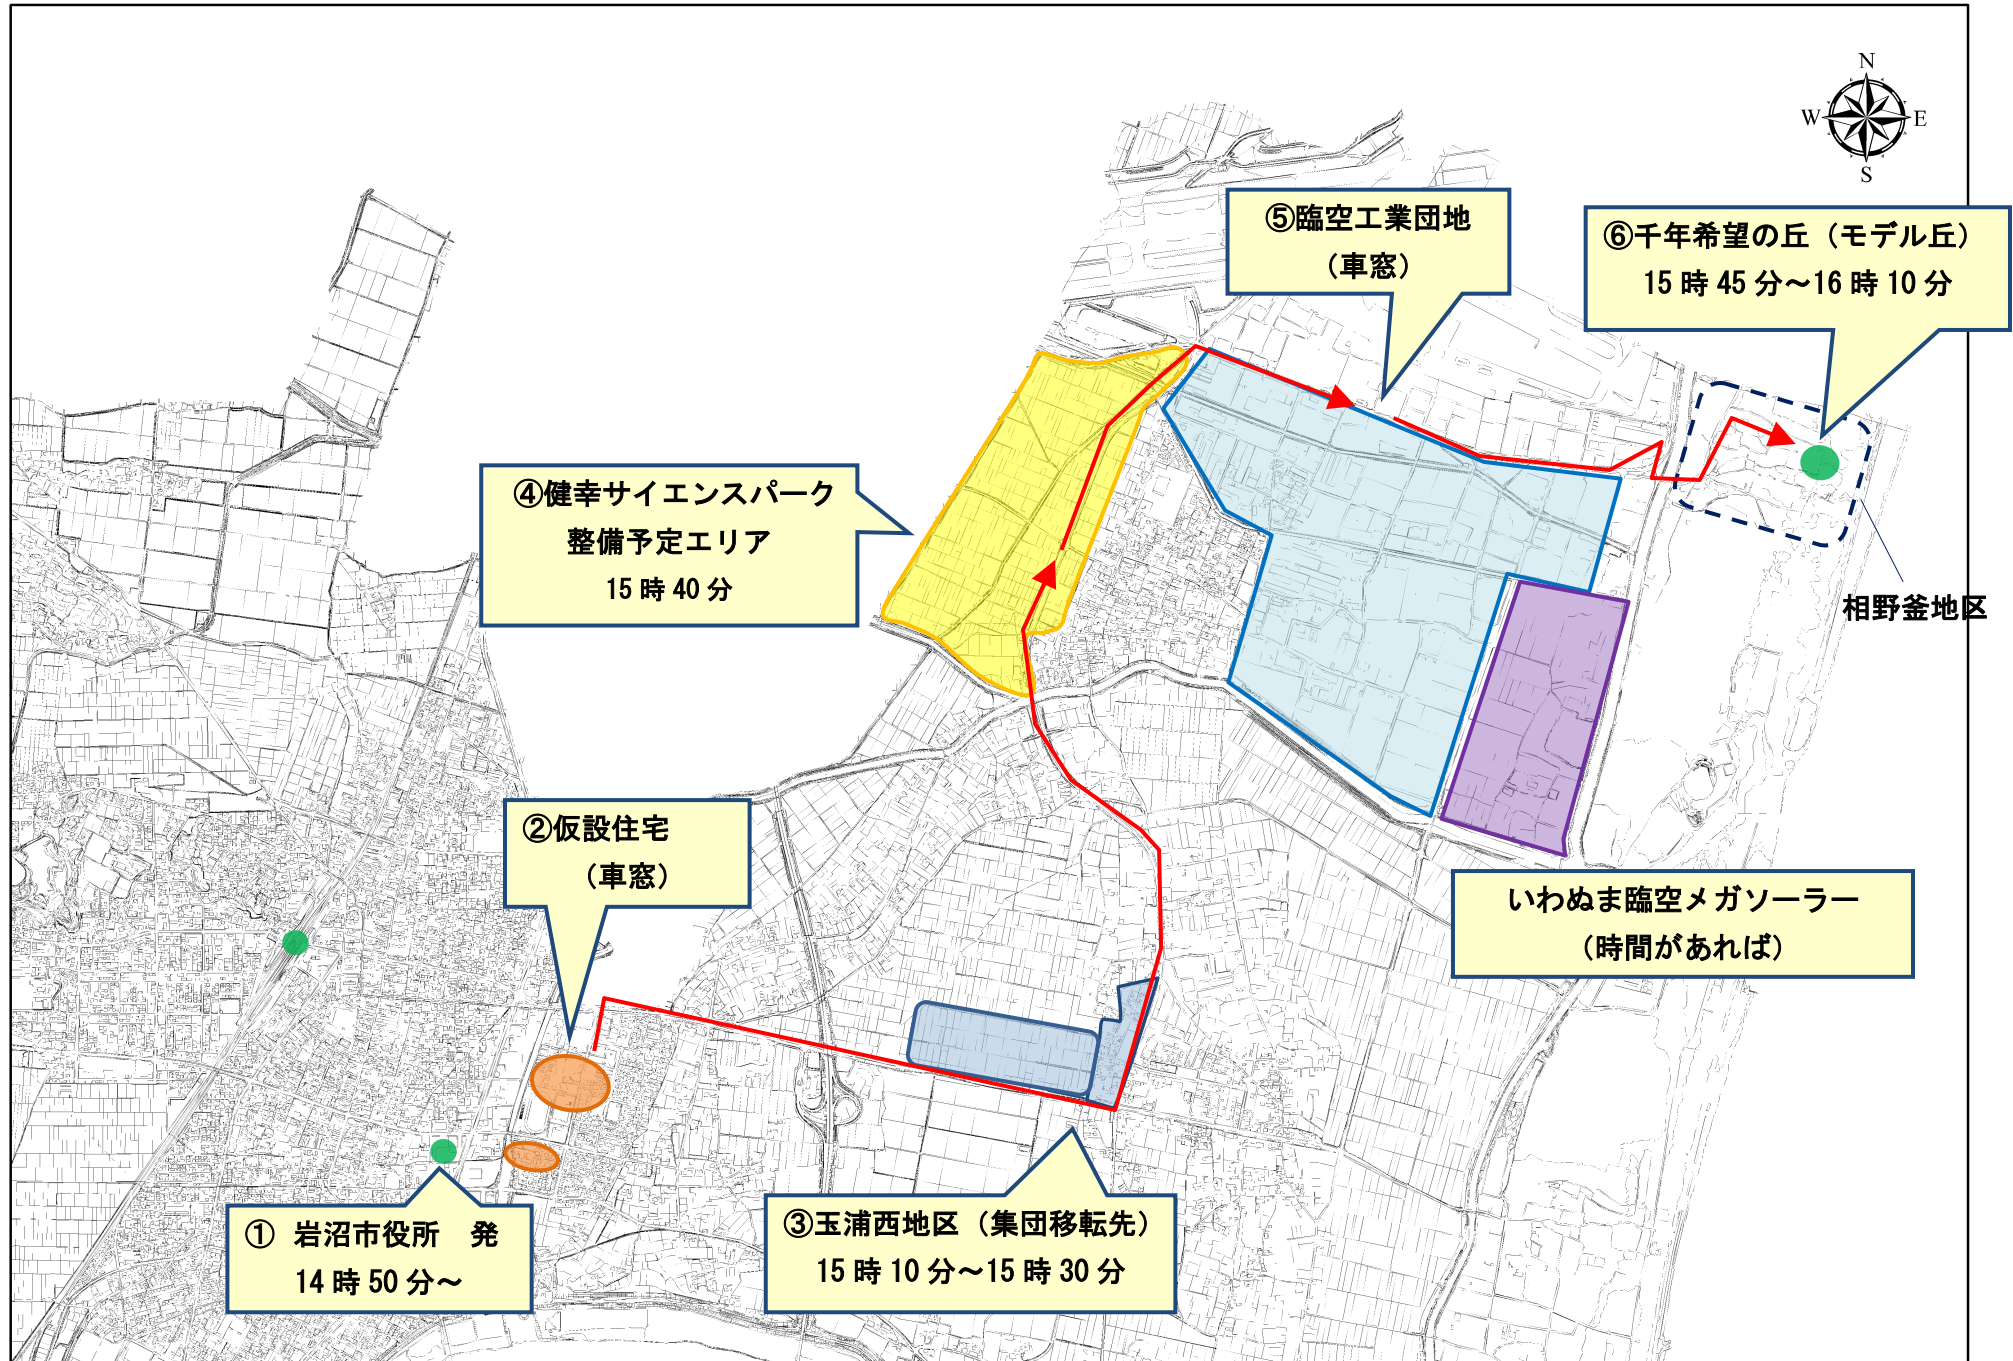 N
W E
S
⑤臨空工業団地
（車窓）
⑥千年希望の丘（モデル丘）
15時45分～16時10分
④健幸サイエンスパーク
整備予定エリア
15時40分
相野釜地区
②仮設住宅
（車窓）
いわぬま臨空メガソーラー
（時間があれば）
① 岩沼市役所　発
14時50分～
③玉浦西地区（集団移転先）
15時10分～15時30分